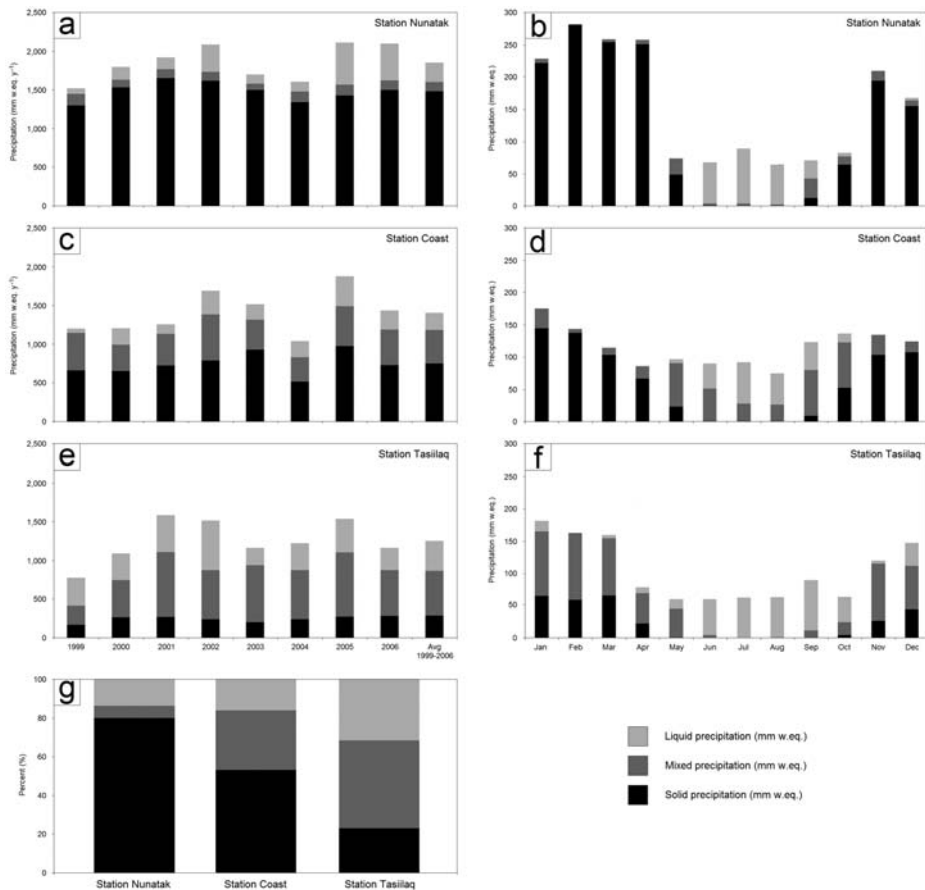 a
Station Nunatak
Precipitation (mm w.eq. y⁻¹)
2,500
2,000
1,500
1,000
500
0
b
Station Nunatak
Precipitation (mm w.eq.)
300
250
200
150
100
50
0
c
Station Coast
Precipitation (mm w.eq. y⁻¹)
2,500
2,000
1,500
1,000
500
0
d
Station Coast
Precipitation (mm w.eq.)
300
250
200
150
100
50
0
e
Station Tasiilaq
Precipitation (mm w.eq. y⁻¹)
2,500
2,000
1,500
1,000
500
0
1999 2000 2001 2002 2003 2004 2005 2006 Avg
1999-2006
f
Station Tasiilaq
Precipitation (mm w.eq.)
300
250
200
150
100
50
0
Jan Feb Mar Apr May Jun Jul Aug Sep Oct Nov Dec
g
Percent (%)
100
80
60
40
20
0
Station Nunatak Station Coast Station Tasiilaq
Liquid precipitation (mm w.eq.)
Mixed precipitation (mm w.eq.)
Solid precipitation (mm w.eq.)